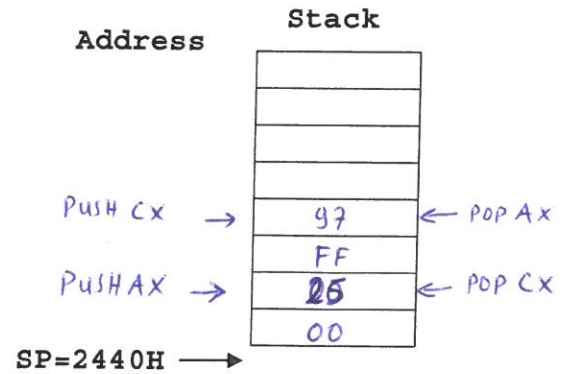 Stack
Address
PUSH CX → 97 ← POP AX
FF
PUSH AX → 25 ← POP CX
00
SP=2440H →